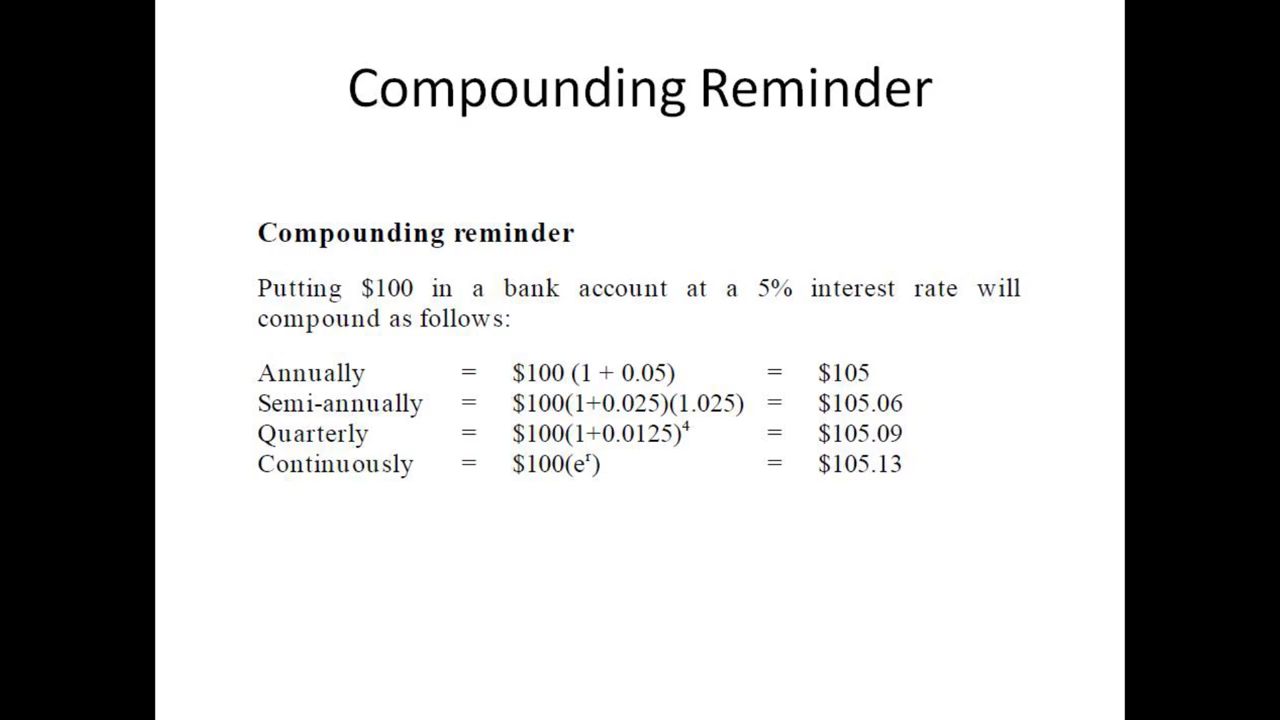 Compounding Reminder
Compounding reminder
Putting $100 in a bank account at a 5% interest rate will
compound as follows:
Annually = $100 (1 + 0.05) = $105
Semi-annually = $100(1+0.025)(1.025) = $105.06
Quarterly = $100(1+0.0125)⁴ = $105.09
Continuously = $100(eʳ) = $105.13